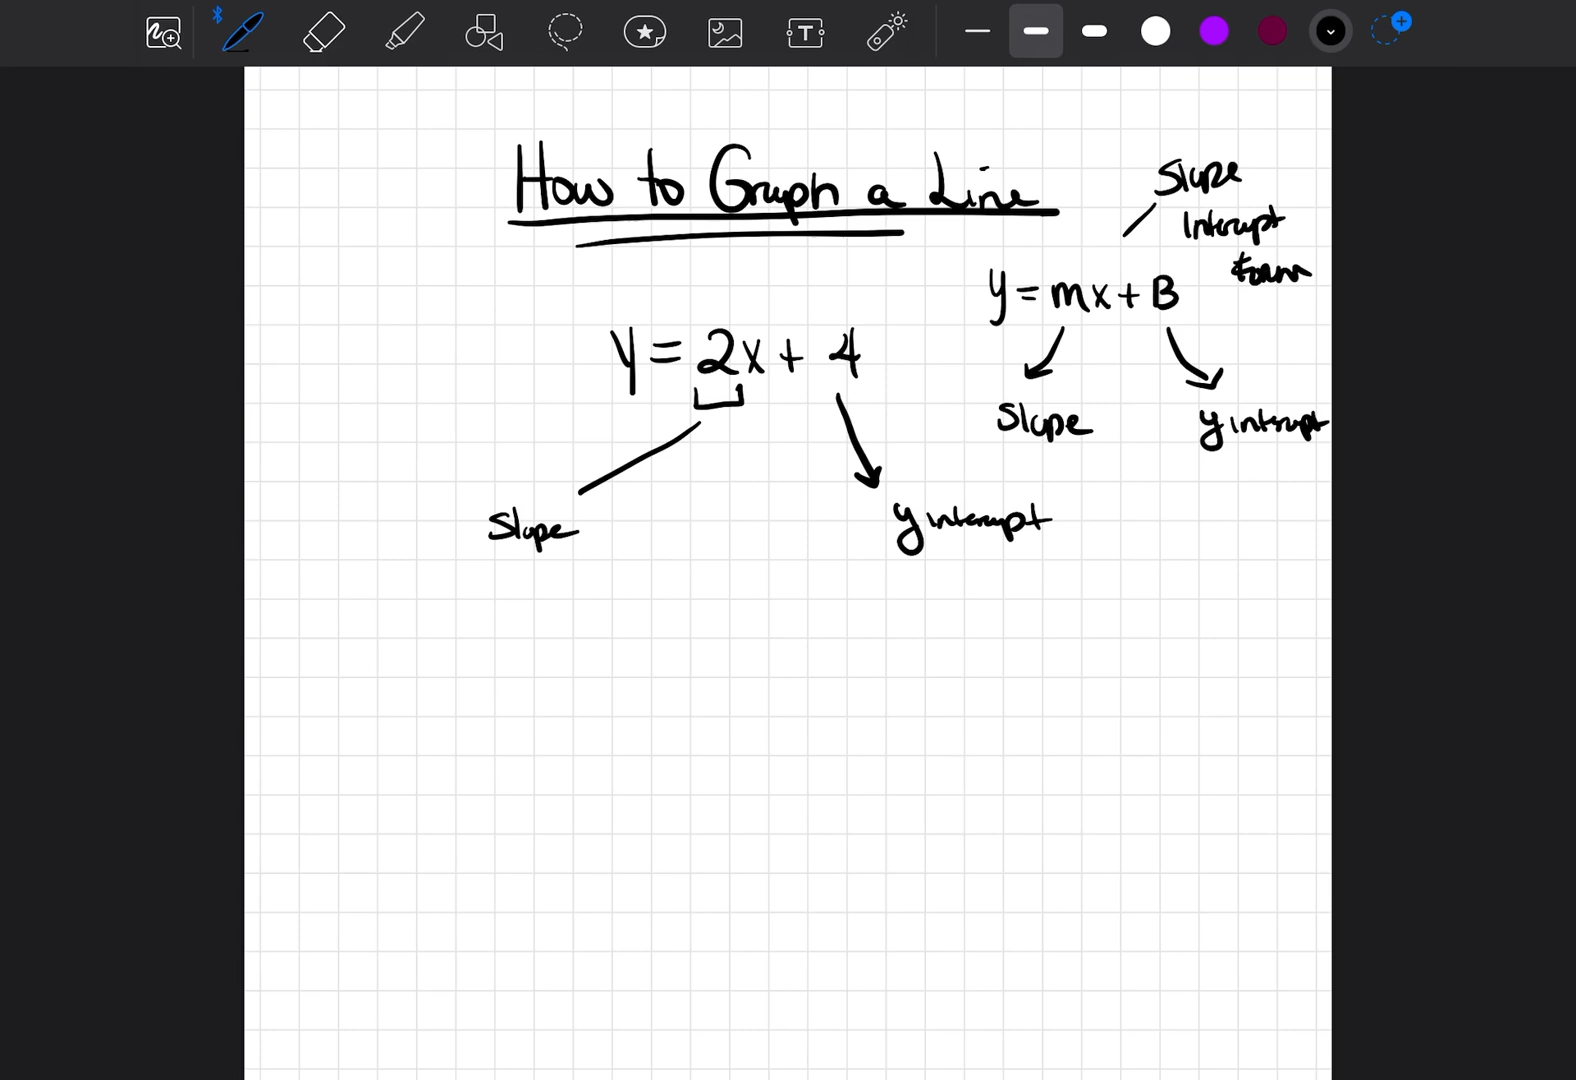 How to Graph a Line
Slope
Intercept
form
y = mx + B
y = 2x + 4
Slope
y intercept
Slope
y intercept
T